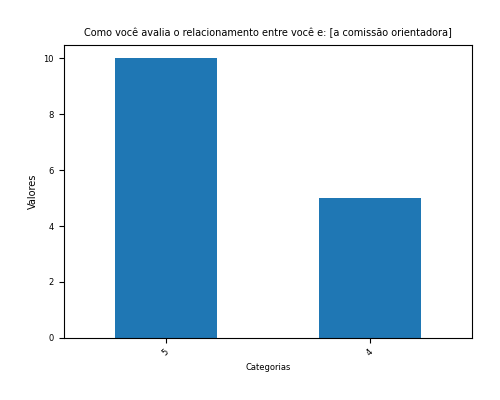 Como você avalia o relacionamento entre você e: [a comissão orientadora]
10
8
6
4
2
0
Valores
5
4
Categorias